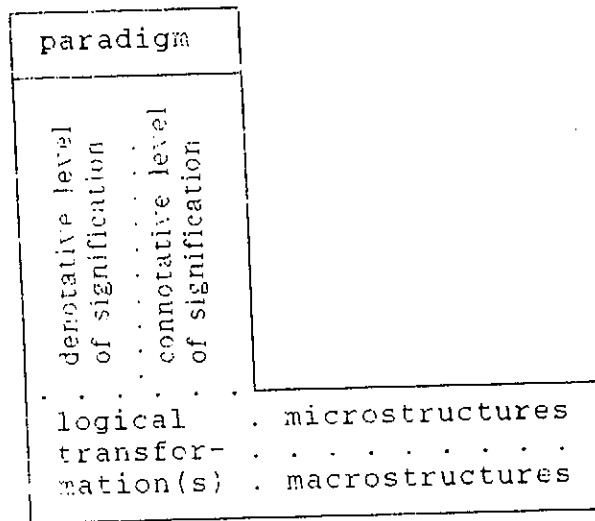 paradigm
denotative level
of signification
connotative level
of signification
logical . microstructures
transfor- . . . . . . . . .
mation(s) . macrostructures